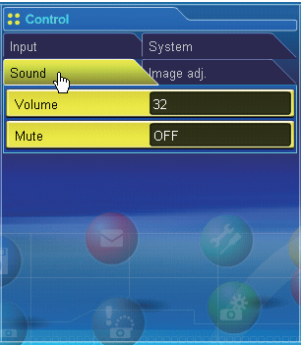 Control
Input System
Sound Image adj.
Volume 32
Mute OFF